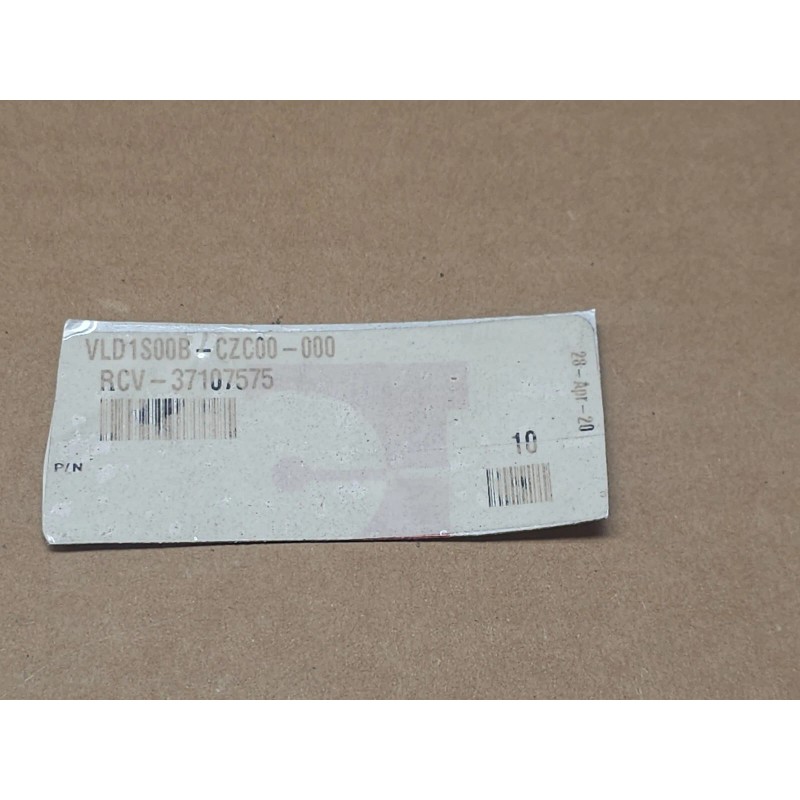 VLD1S00B-CZC00-000
RCV-37107575
28-Apr-20
10
P/N